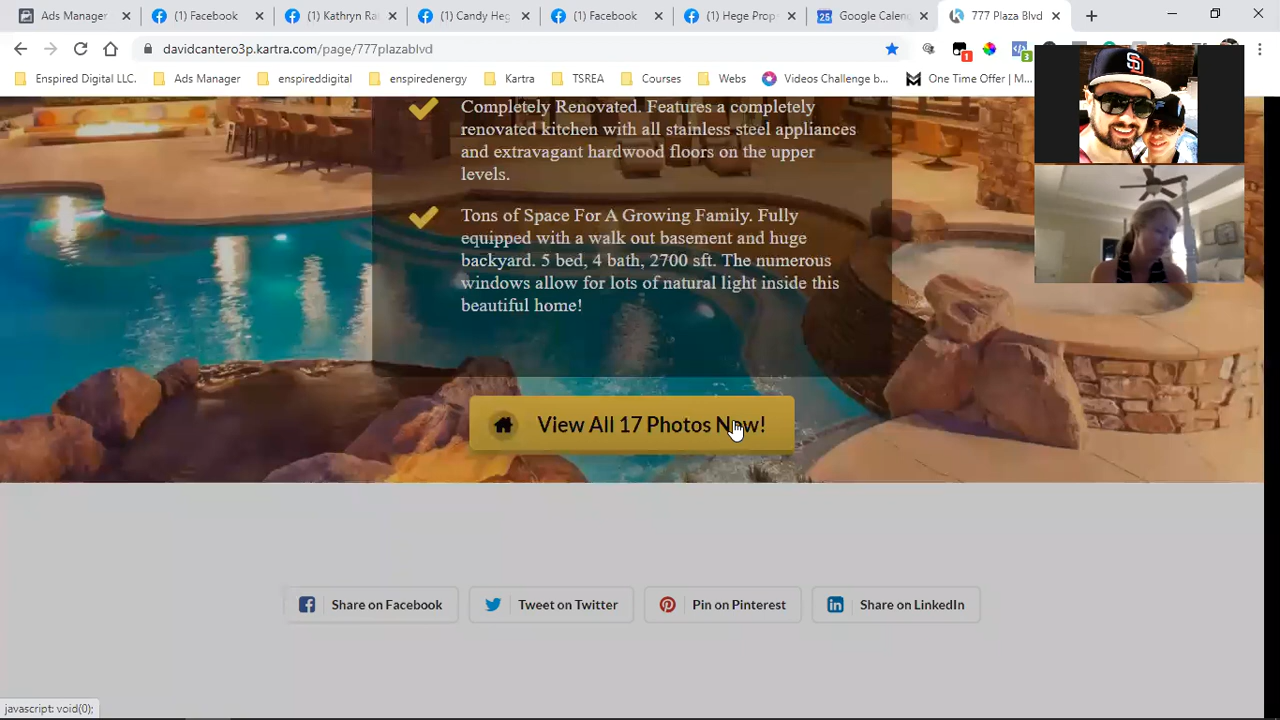 Ads Manager
(1) Facebook
(1) Kathryn Ra
(1) Candy Heg
(1) Facebook
(1) Hege Prop
Google Calen
777 Plaza Blvd
davidcantero3p.kartra.com/page/777plazablvd
1
3
Enspired Digital LLC.
Ads Manager
enspireddigital
enspiredsey
Kartra
TSREA
Courses
Webs
Videos Challenge b...
One Time Offer | M...
Completely Renovated. Features a completely
renovated kitchen with all stainless steel appliances
and extravagant hardwood floors on the upper
levels.
Tons of Space For A Growing Family. Fully
equipped with a walk out basement and huge
backyard. 5 bed, 4 bath, 2700 sft. The numerous
windows allow for lots of natural light inside this
beautiful home!
View All 17 Photos Now!
Share on Facebook
Tweet on Twitter
Pin on Pinterest
Share on LinkedIn
javascript: void(0);